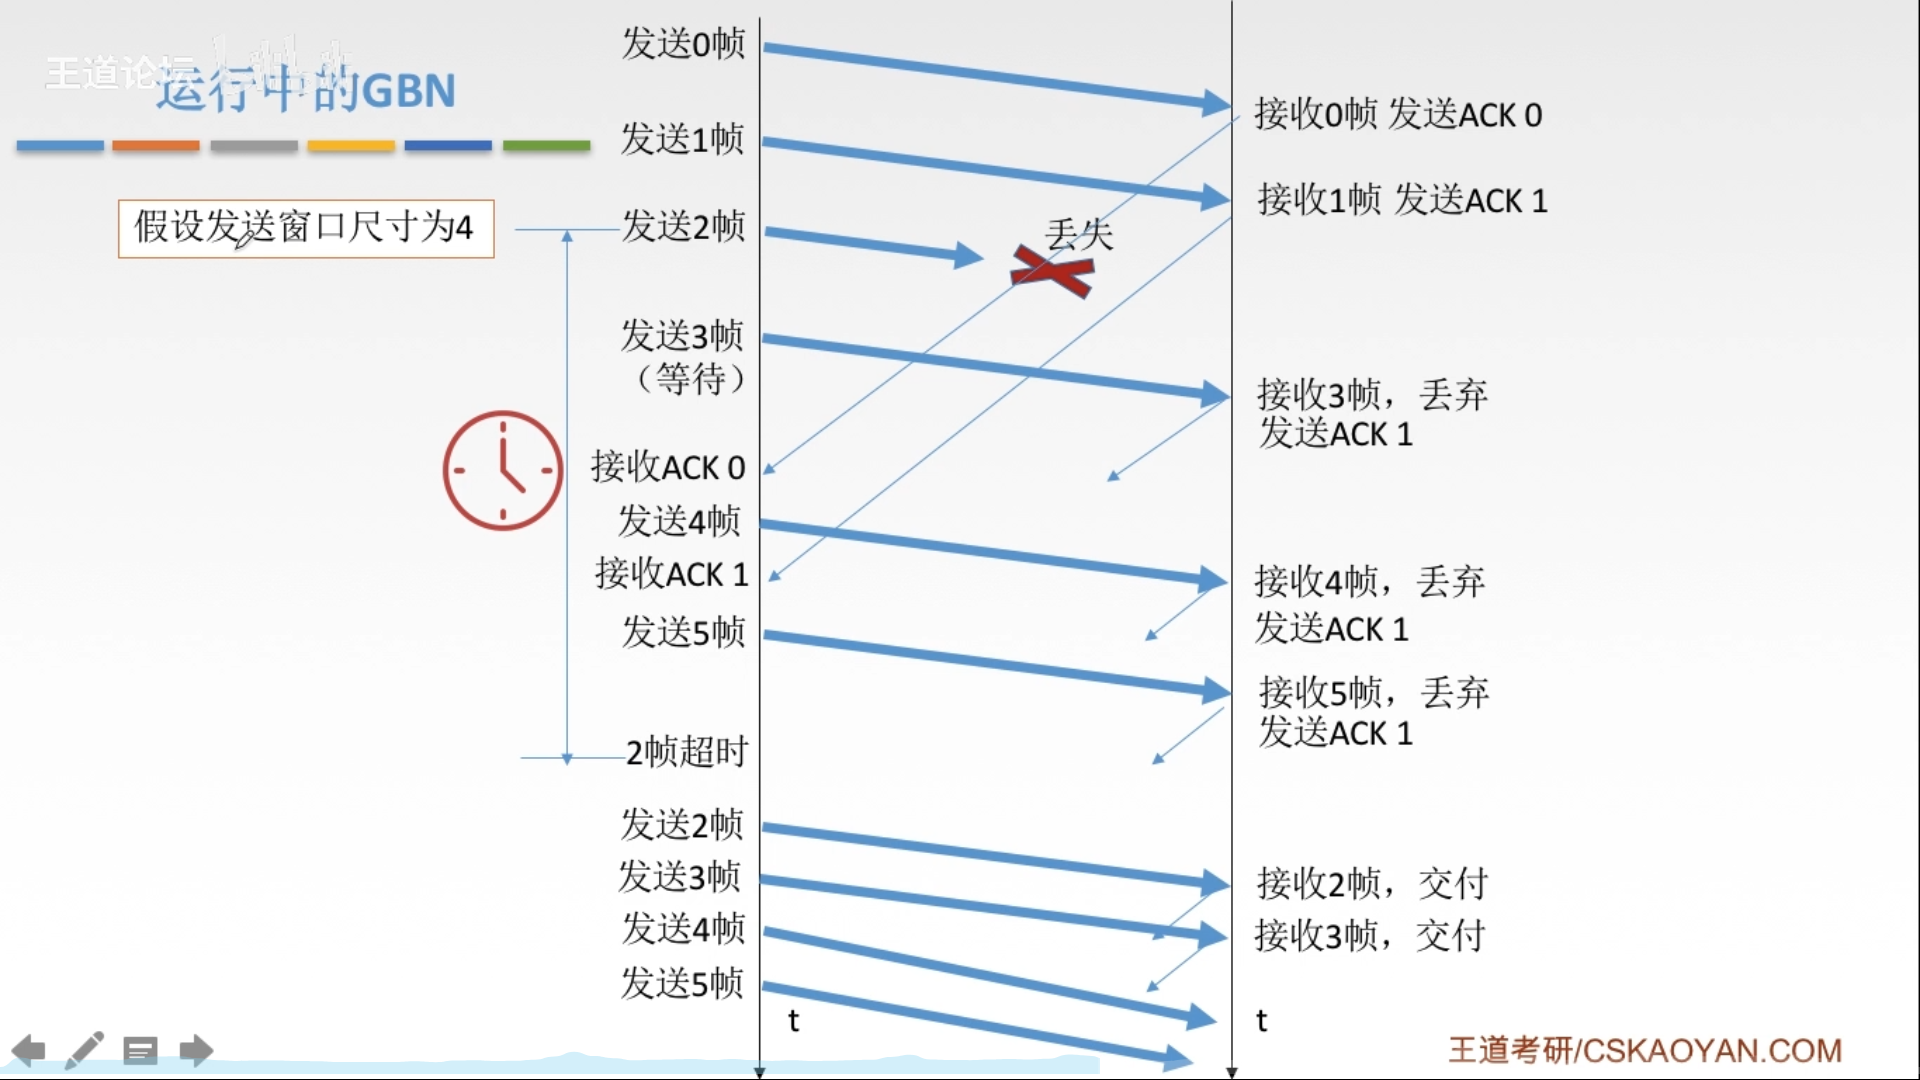 王道论坛
运行中的GBN
假设发送窗口尺寸为4
发送0帧
接收0帧 发送ACK 0
发送1帧
接收1帧 发送ACK 1
发送2帧
丢失
发送3帧
（等待）
接收3帧，丢弃
发送ACK 1
接收ACK 0
发送4帧
接收ACK 1
接收4帧，丢弃
发送ACK 1
发送5帧
接收5帧，丢弃
发送ACK 1
2帧超时
发送2帧
接收2帧，交付
发送3帧
接收3帧，交付
发送4帧
发送5帧
t
t
王道考研/CSKAOYAN.COM